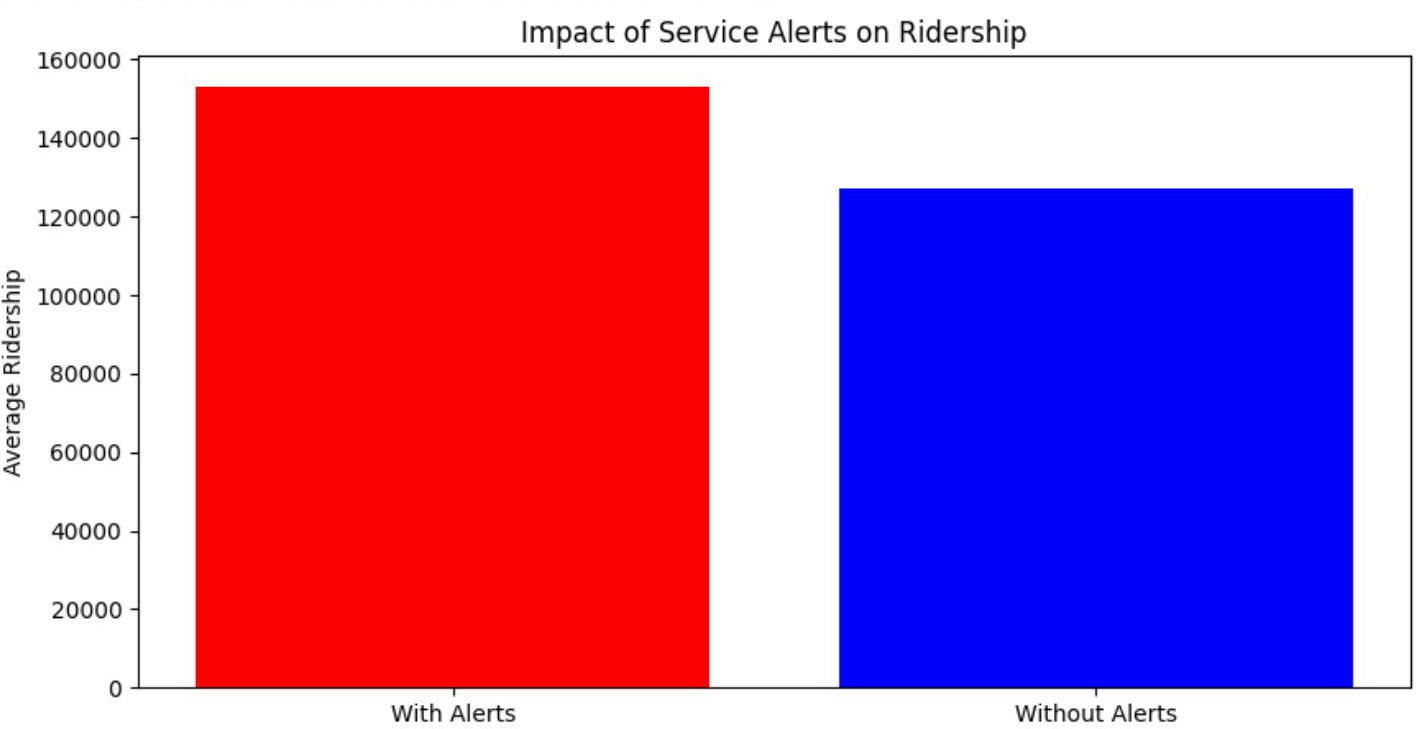 Impact of Service Alerts on Ridership
160000
140000
120000
100000
80000
60000
40000
20000
0
Average Ridership
With Alerts
Without Alerts